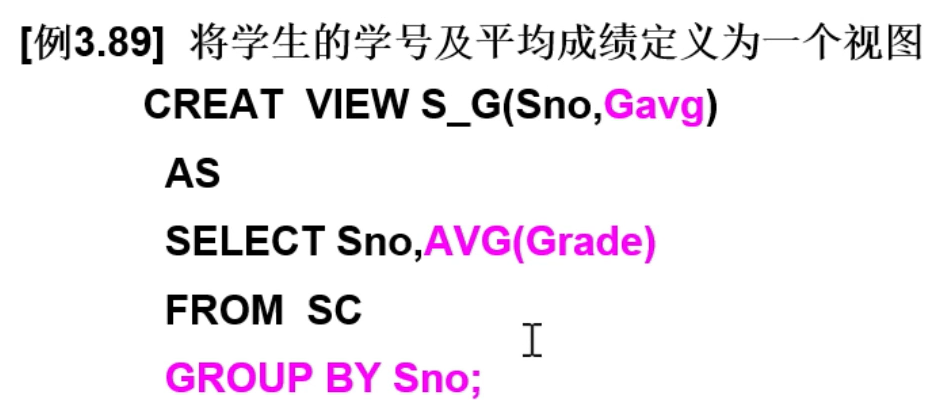 [例3.89] 将学生的学号及平均成绩定义为一个视图
CREAT VIEW S_G(Sno,Gavg)
AS
SELECT Sno,AVG(Grade)
FROM SC
GROUP BY Sno;